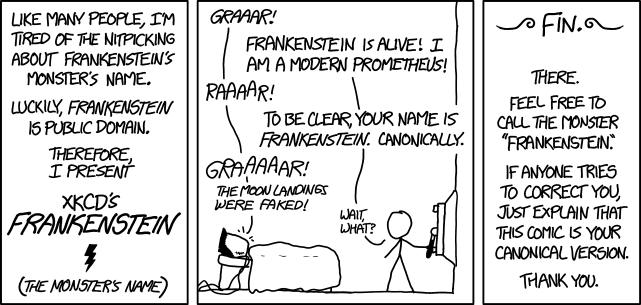 LIKE MANY PEOPLE, I'M
TIRED OF THE NITPICKING
ABOUT FRANKENSTEIN'S
MONSTER'S NAME.
LUCKILY, FRANKENSTEIN
IS PUBLIC DOMAIN.
THEREFORE,
I PRESENT
XKCD'S
FRANKENSTEIN
(THE MONSTER'S NAME)
GRAAAR!
FRANKENSTEIN IS ALIVE! I
AM A MODERN PROMETHEUS!
RAAAAR!
TO BE CLEAR, YOUR NAME IS
FRANKENSTEIN. CANONICALLY.
GRAAAAAR!
THE MOON LANDINGS
WERE FAKED!
WAIT,
WHAT?
FIN.
THERE.
FEEL FREE TO
CALL THE MONSTER
"FRANKENSTEIN."
IF ANYONE TRIES
TO CORRECT YOU,
JUST EXPLAIN THAT
THIS COMIC IS YOUR
CANONICAL VERSION.
THANK YOU.